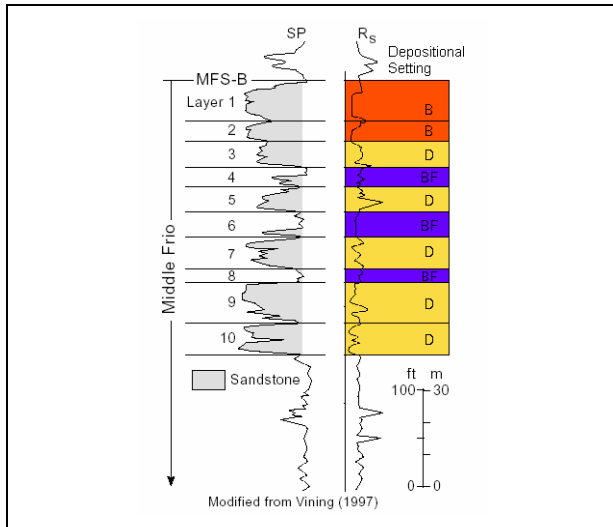 SP
R_S
Depositional
Setting
MFS-B
Layer 1
B
2
B
3
D
4
BF
5
D
6
BF
7
D
8
BF
9
D
10
D
Middle Frio
Sandstone
ft m
100 30
0 0
Modified from Vining (1997)